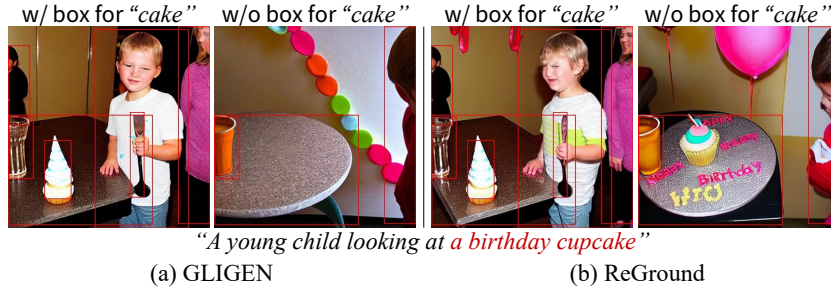 w/ box for “cake” w/o box for “cake” w/ box for “cake” w/o box for “cake”
Birthday
“A young child looking at a birthday cupcake”
(a) GLIGEN (b) ReGround